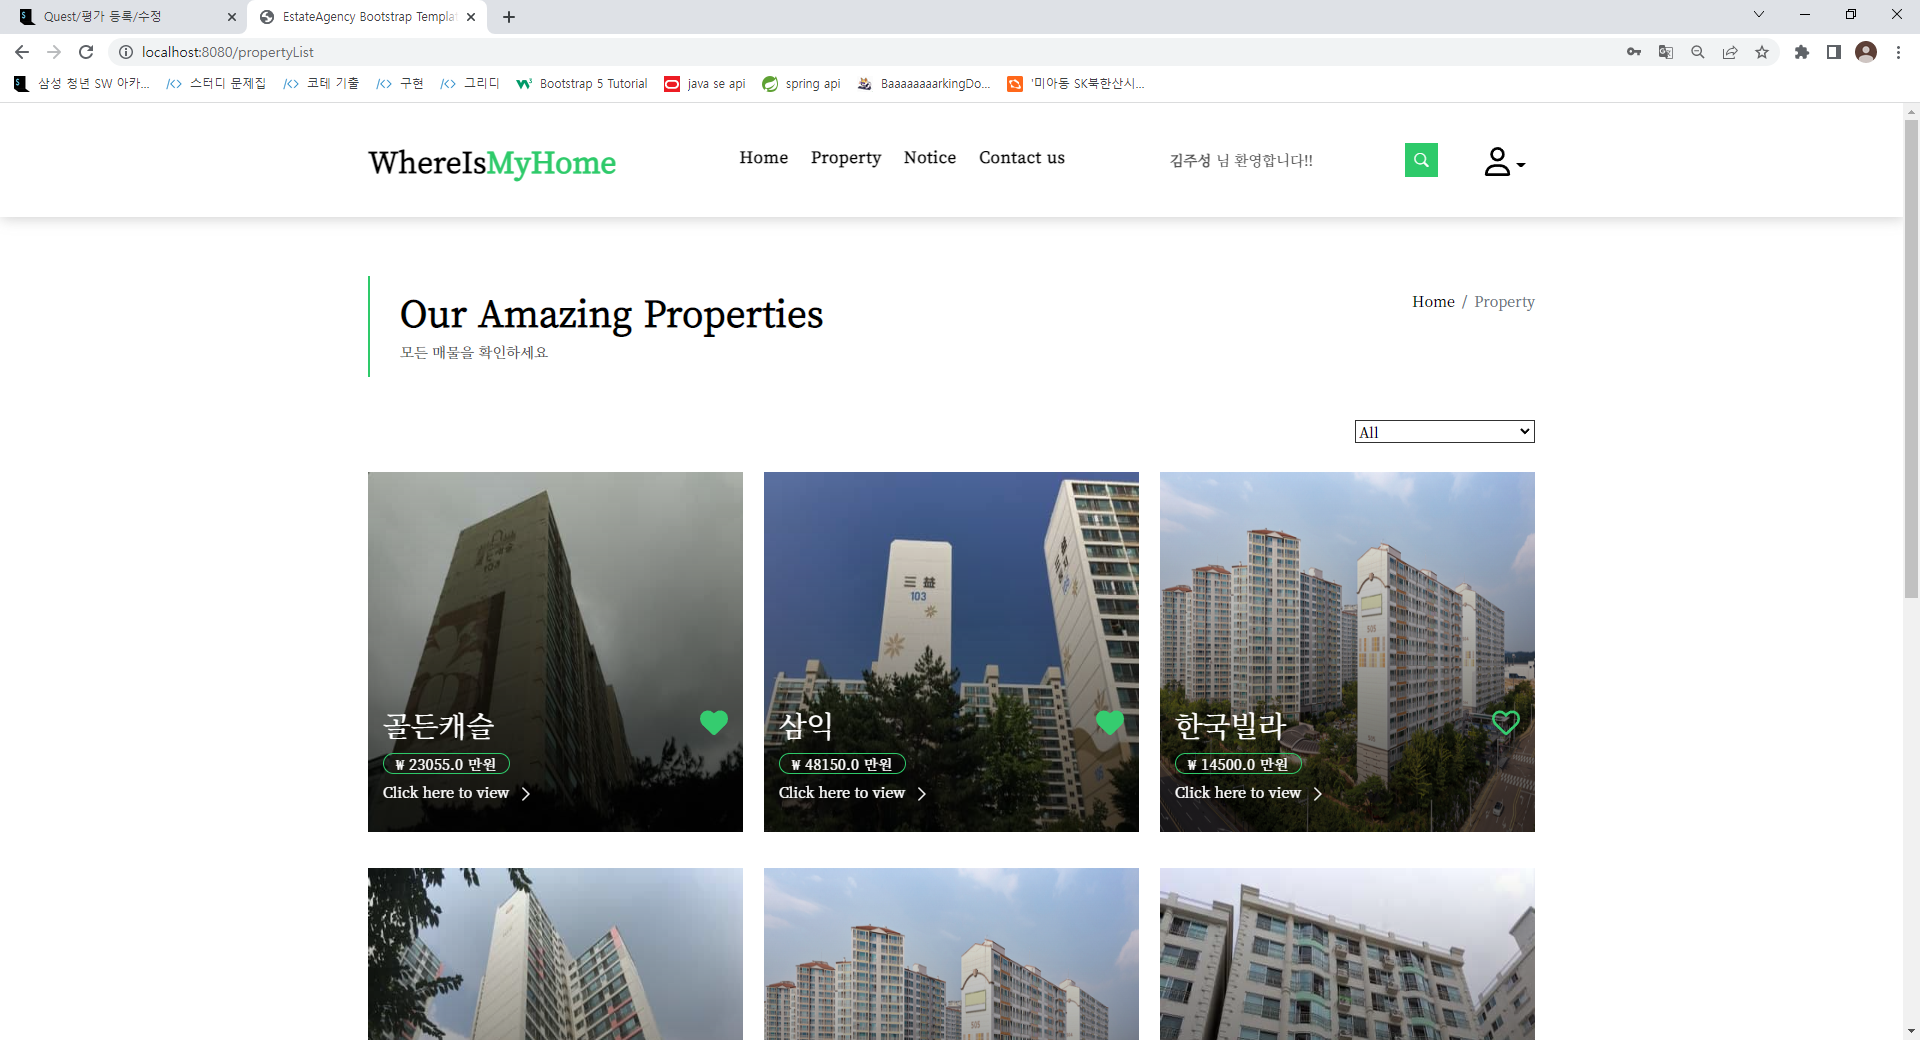 Quest/평가 등록/수정
EstateAgency Bootstrap Templat
localhost:8080/propertyList
삼성 청년 SW 아카...
스터디 문제집
코테 기출
구현
그리디
Bootstrap 5 Tutorial
java se api
spring api
BaaaaaaaarkingDo...
'미아동 SK북한산시...
WhereIsMyHome
Home
Property
Notice
Contact us
김주성 님 환영합니다!!
Our Amazing Properties
모든 매물을 확인하세요
Home / Property
All
골든캐슬
₩ 23055.0 만원
Click here to view
三益
103
삼익
₩ 48150.0 만원
Click here to view
505
한국빌라
₩ 14500.0 만원
Click here to view
505